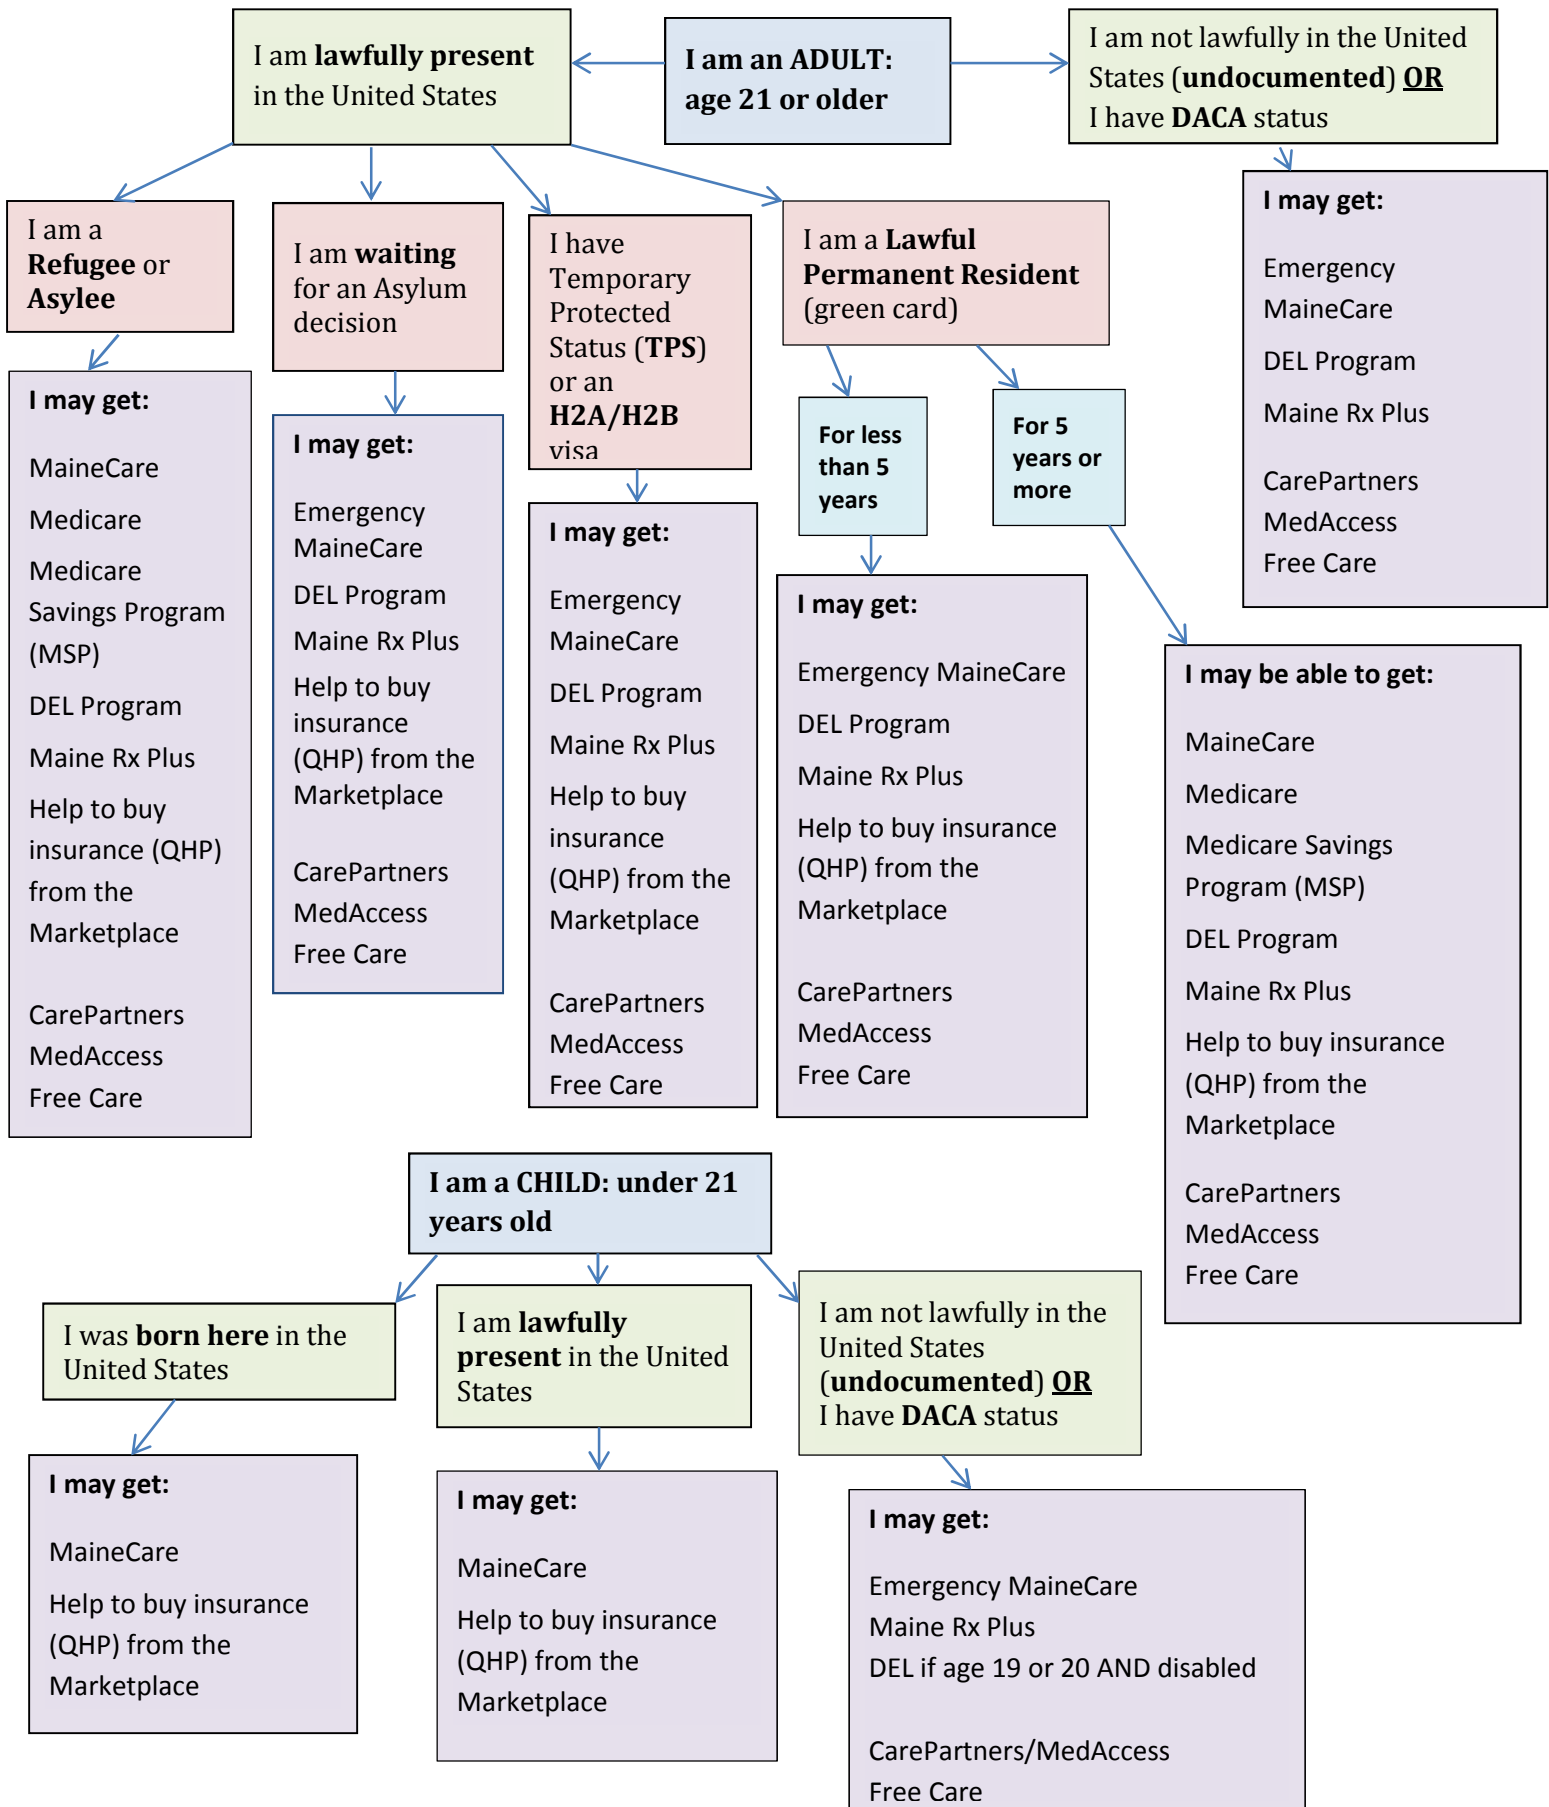 I am lawfully present
in the United States
I am an ADULT:
age 21 or older
I am not lawfully in the United
States (undocumented) OR
I have DACA status
I am a
Refugee or
Asylee
I am waiting
for an Asylum
decision
I have
Temporary
Protected
Status (TPS)
or an
H2A/H2B
visa
I am a Lawful
Permanent Resident
(green card)
For less
than 5
years
For 5
years or
more
I may get:
MaineCare
Medicare
Medicare
Savings Program
(MSP)
DEL Program
Maine Rx Plus
Help to buy
insurance (QHP)
from the
Marketplace
CarePartners
MedAccess
Free Care
I may get:
Emergency
MaineCare
DEL Program
Maine Rx Plus
Help to buy
insurance
(QHP) from the
Marketplace
CarePartners
MedAccess
Free Care
I may get:
Emergency
MaineCare
DEL Program
Maine Rx Plus
Help to buy
insurance
(QHP) from the
Marketplace
CarePartners
MedAccess
Free Care
I may get:
Emergency MaineCare
DEL Program
Maine Rx Plus
Help to buy insurance
(QHP) from the
Marketplace
CarePartners
MedAccess
Free Care
I may be able to get:
MaineCare
Medicare
Medicare Savings
Program (MSP)
DEL Program
Maine Rx Plus
Help to buy insurance
(QHP) from the
Marketplace
CarePartners
MedAccess
Free Care
I may get:
Emergency
MaineCare
DEL Program
Maine Rx Plus
CarePartners
MedAccess
Free Care
I am a CHILD: under 21
years old
I was born here in the
United States
I am lawfully
present in the United
States
I am not lawfully in the
United States
(undocumented) OR
I have DACA status
I may get:
MaineCare
Help to buy insurance
(QHP) from the
Marketplace
I may get:
MaineCare
Help to buy insurance
(QHP) from the
Marketplace
I may get:
Emergency MaineCare
Maine Rx Plus
DEL if age 19 or 20 AND disabled
CarePartners/MedAccess
Free Care